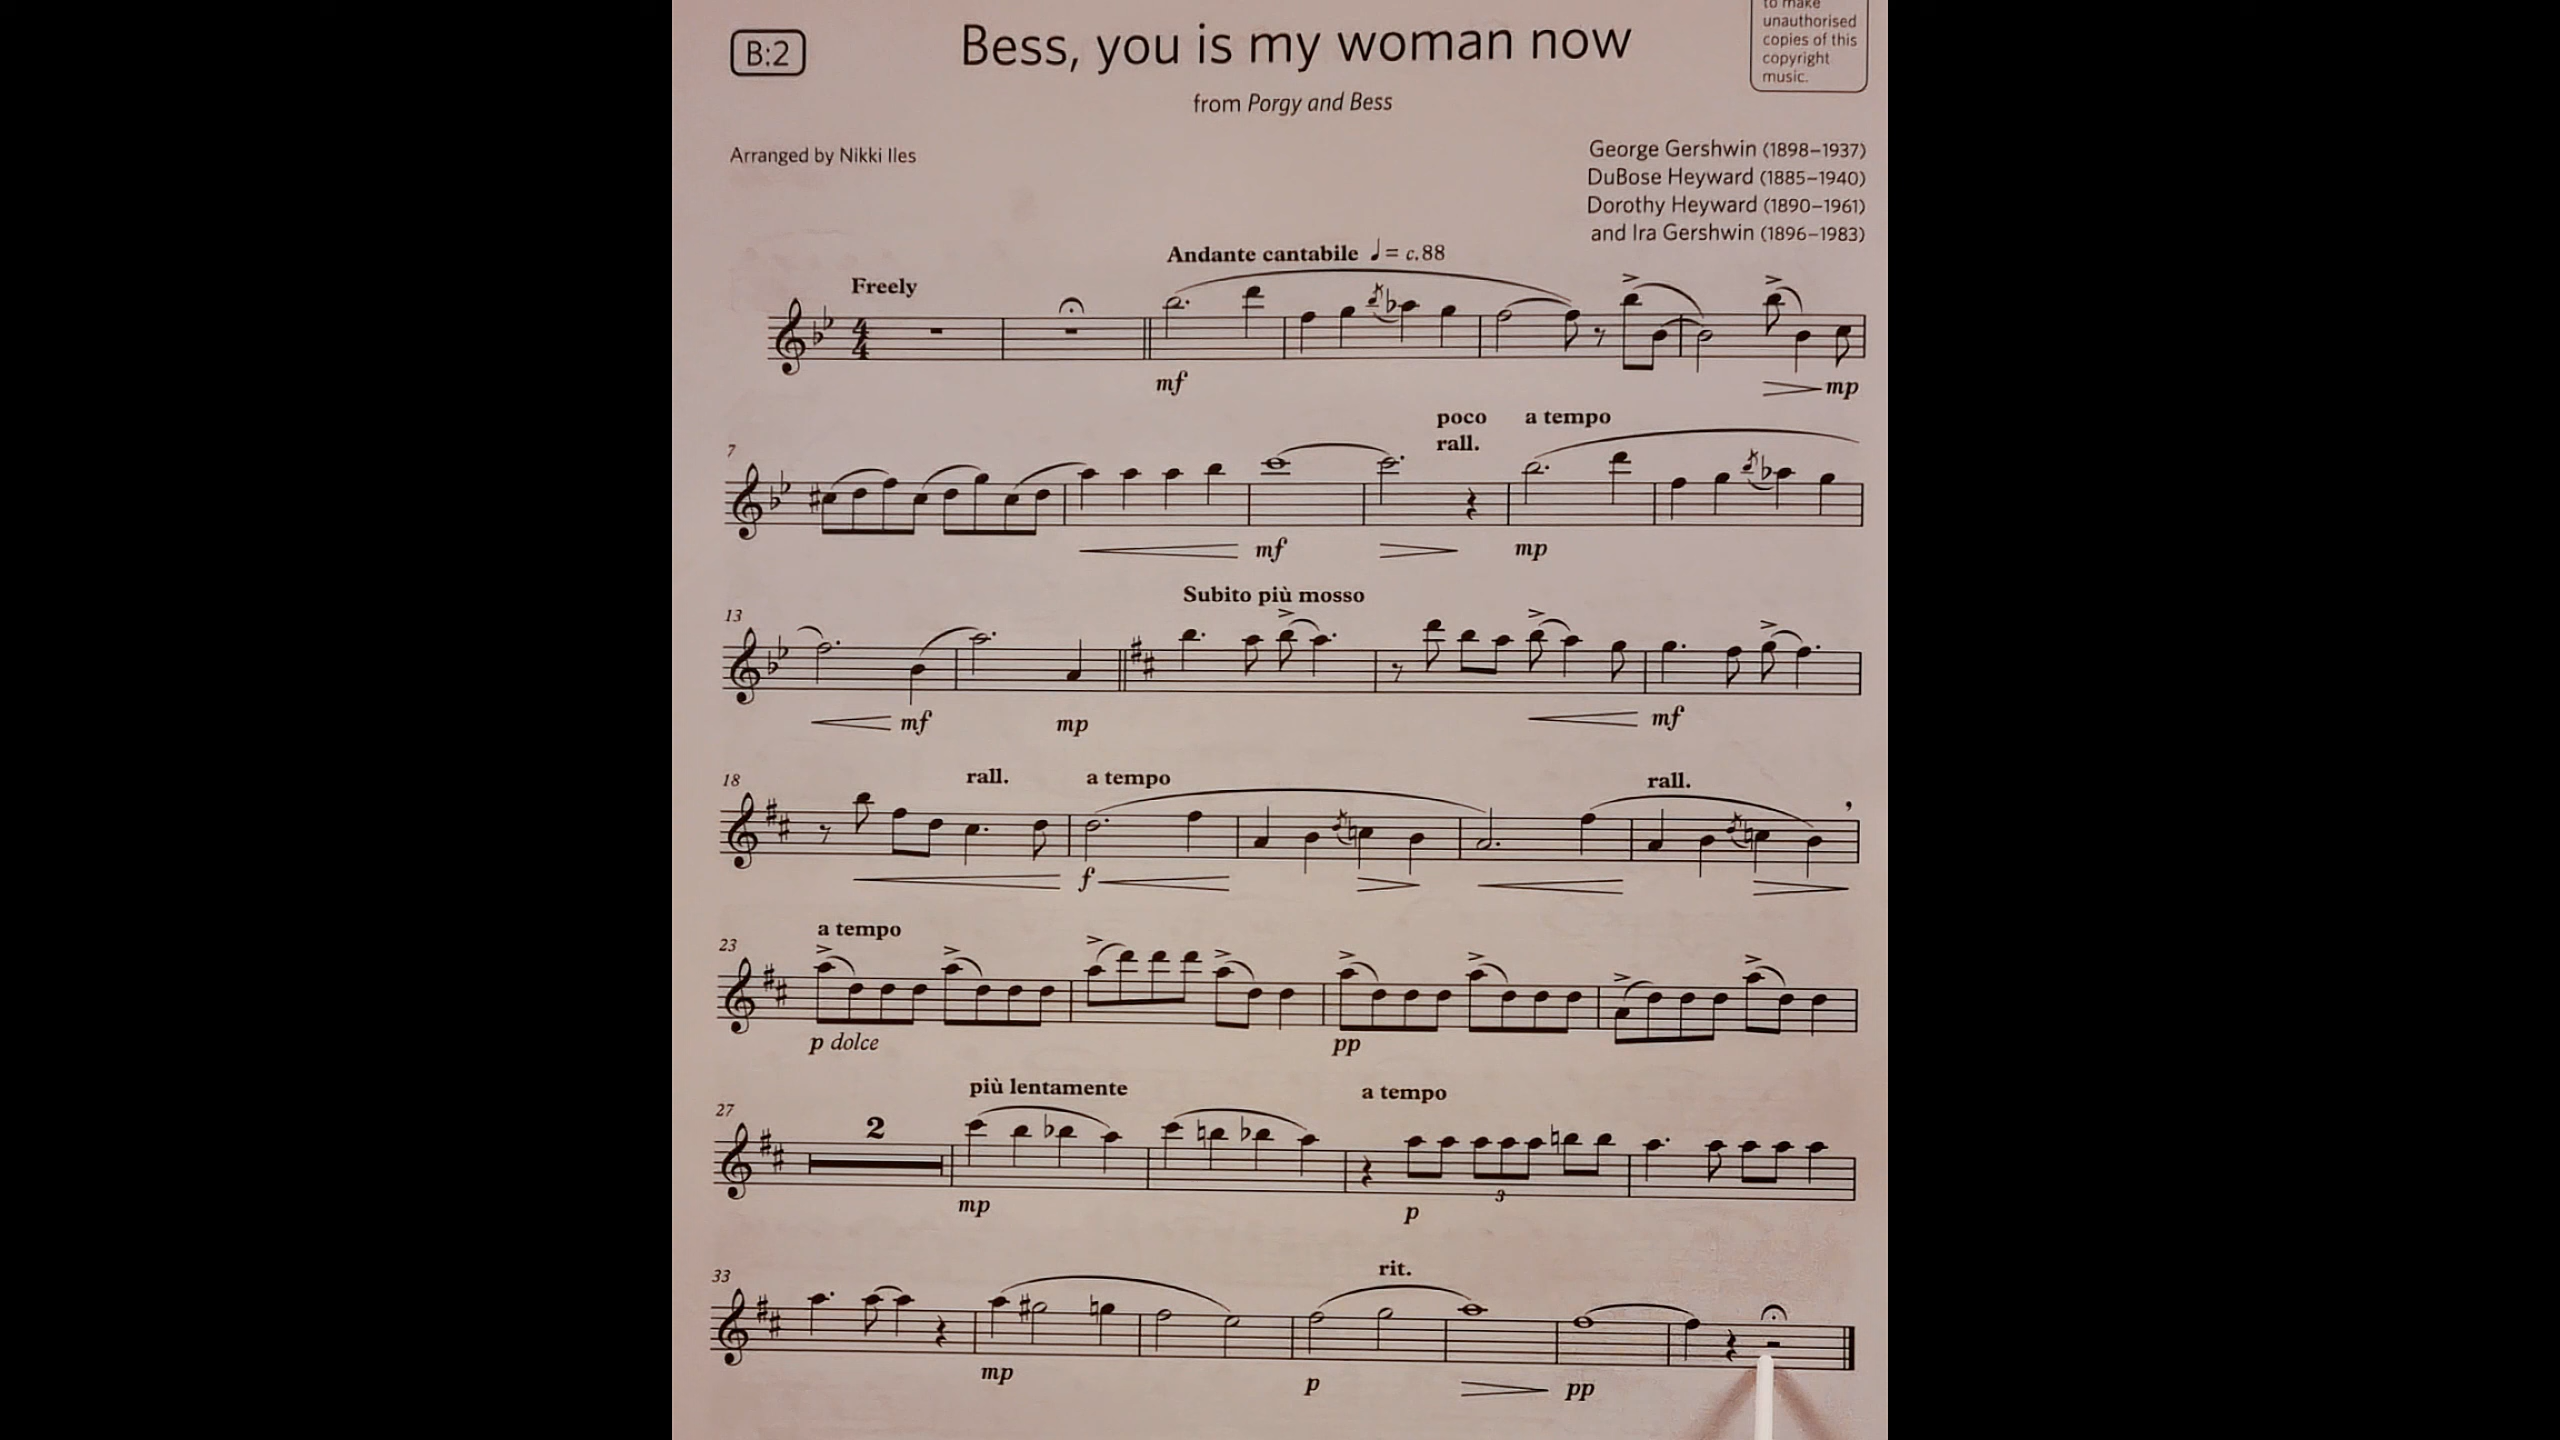 to make
unauthorised
copies of this
copyright
music.
B:2
Bess, you is my woman now
from Porgy and Bess
Arranged by Nikki Iles
George Gershwin (1898–1937)
DuBose Heyward (1885–1940)
Dorothy Heyward (1890–1961)
and Ira Gershwin (1896–1983)
Andante cantabile ♩= c.88
Freely
4
4
mf
mp
poco a tempo
rall.
7
mf
mp
Subito più mosso
13
mf
mp
mf
18
rall.
a tempo
rall.
f
a tempo
23
p dolce
pp
più lentamente
a tempo
27
2
mp
3
p
rit.
33
mp
p
pp